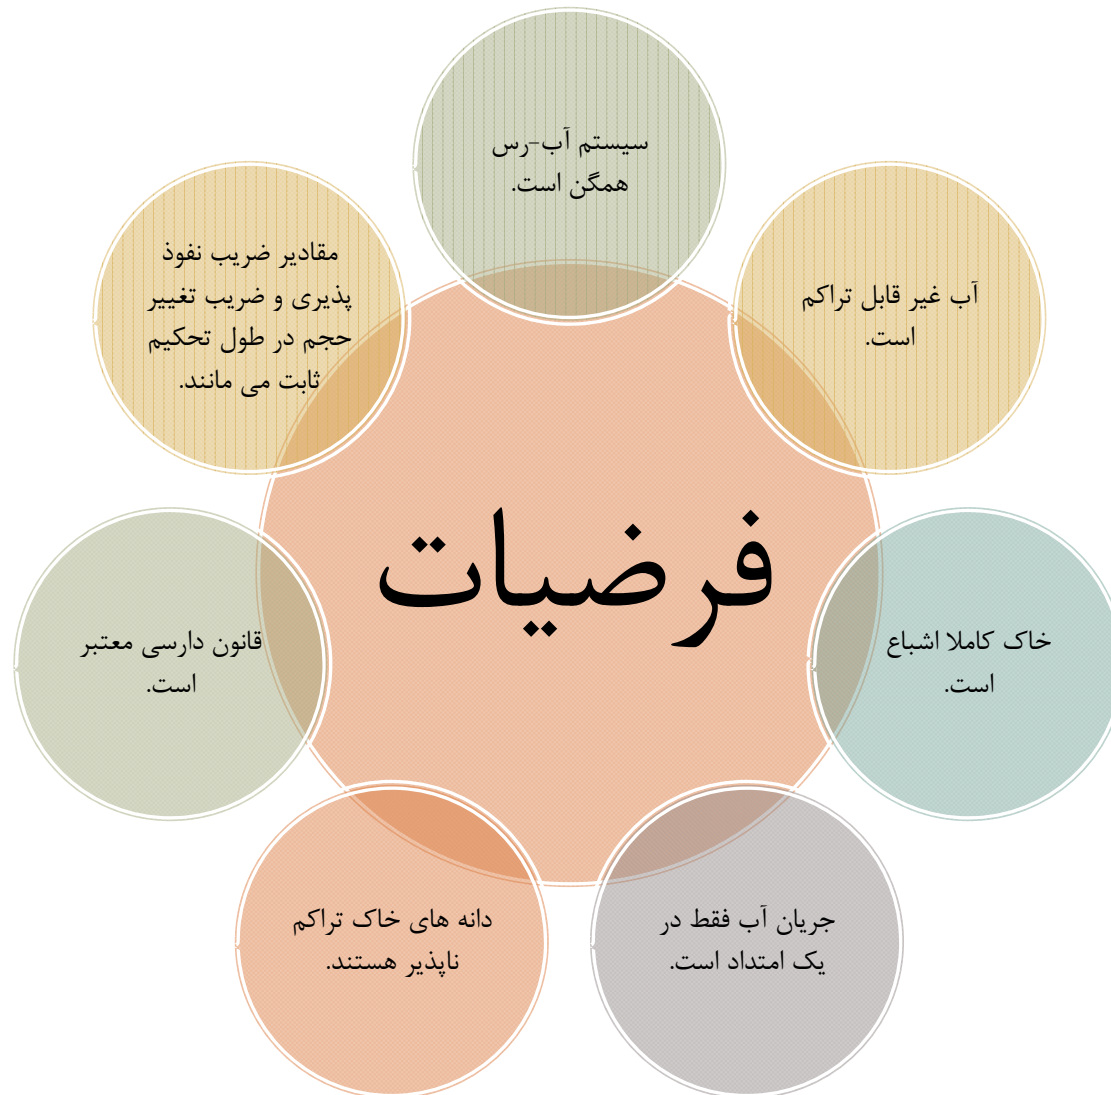 سیستم آب-رس
همگن است.
آب غیر قابل تراکم
است.
خاک کاملا اشباع
است.
جریان آب فقط در
یک امتداد است.
دانه های خاک تراکم
ناپذیر هستند.
قانون دارسی معتبر
است.
مقادیر ضریب نفوذ
پذیری و ضریب تغییر
حجم در طول تحکیم
ثابت می مانند.
فرضیات